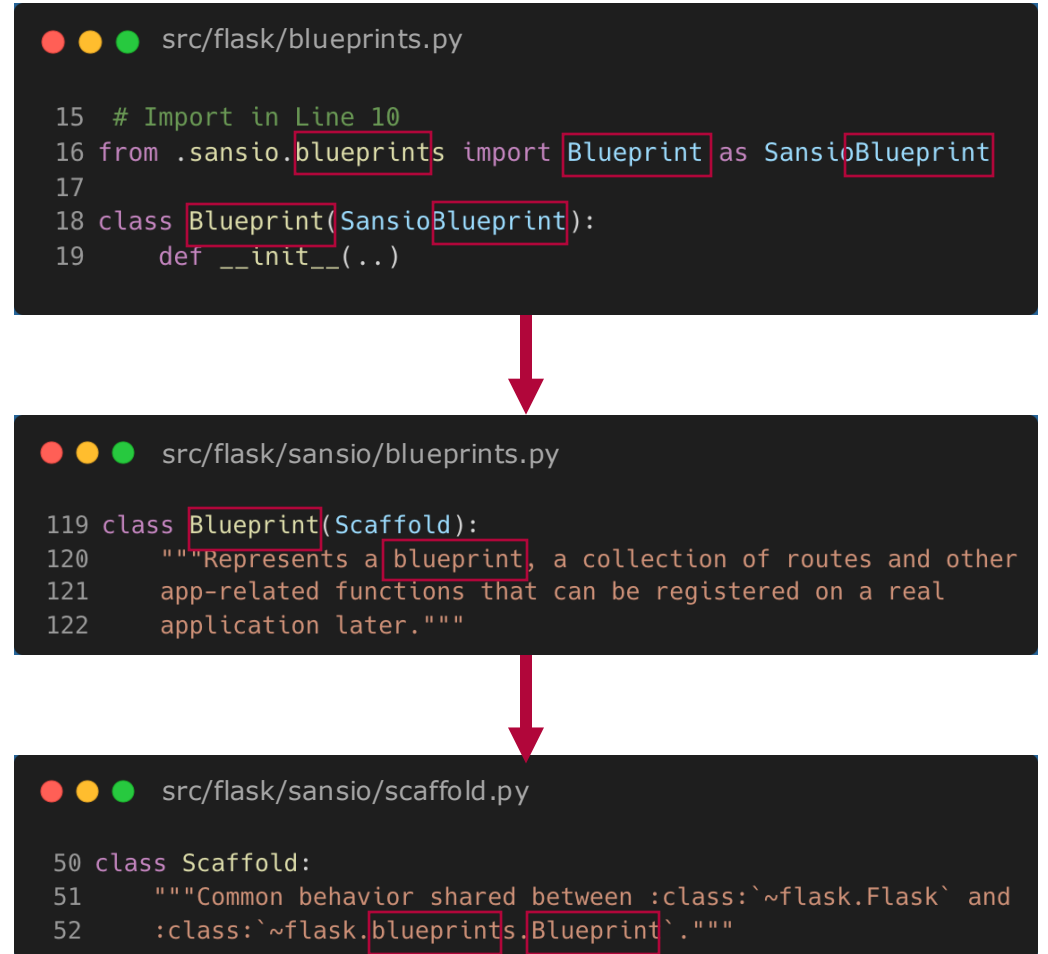 src/flask/blueprints.py
15 # Import in Line 10
16 from .sansio.blueprints import Blueprint as SansioBlueprint
17
18 class Blueprint(SansioBlueprint):
19     def __init__(..)
src/flask/sansio/blueprints.py
119 class Blueprint(Scaffold):
120     """Represents a blueprint, a collection of routes and other
121     app-related functions that can be registered on a real
122     application later."""
src/flask/sansio/scaffold.py
50 class Scaffold:
51     """Common behavior shared between :class:`~flask.Flask` and
52     :class:`~flask.blueprints.Blueprint`."""